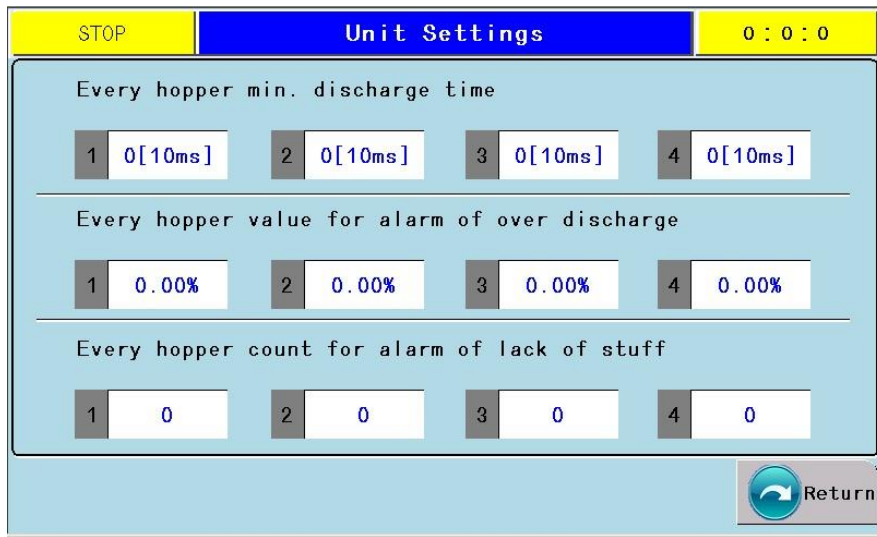 STOP Unit Settings 0:0:0
Every hopper min. discharge time
1 0[10ms] 2 0[10ms] 3 0[10ms] 4 0[10ms]
Every hopper value for alarm of over discharge
1 0.00% 2 0.00% 3 0.00% 4 0.00%
Every hopper count for alarm of lack of stuff
1 0 2 0 3 0 4 0
Return